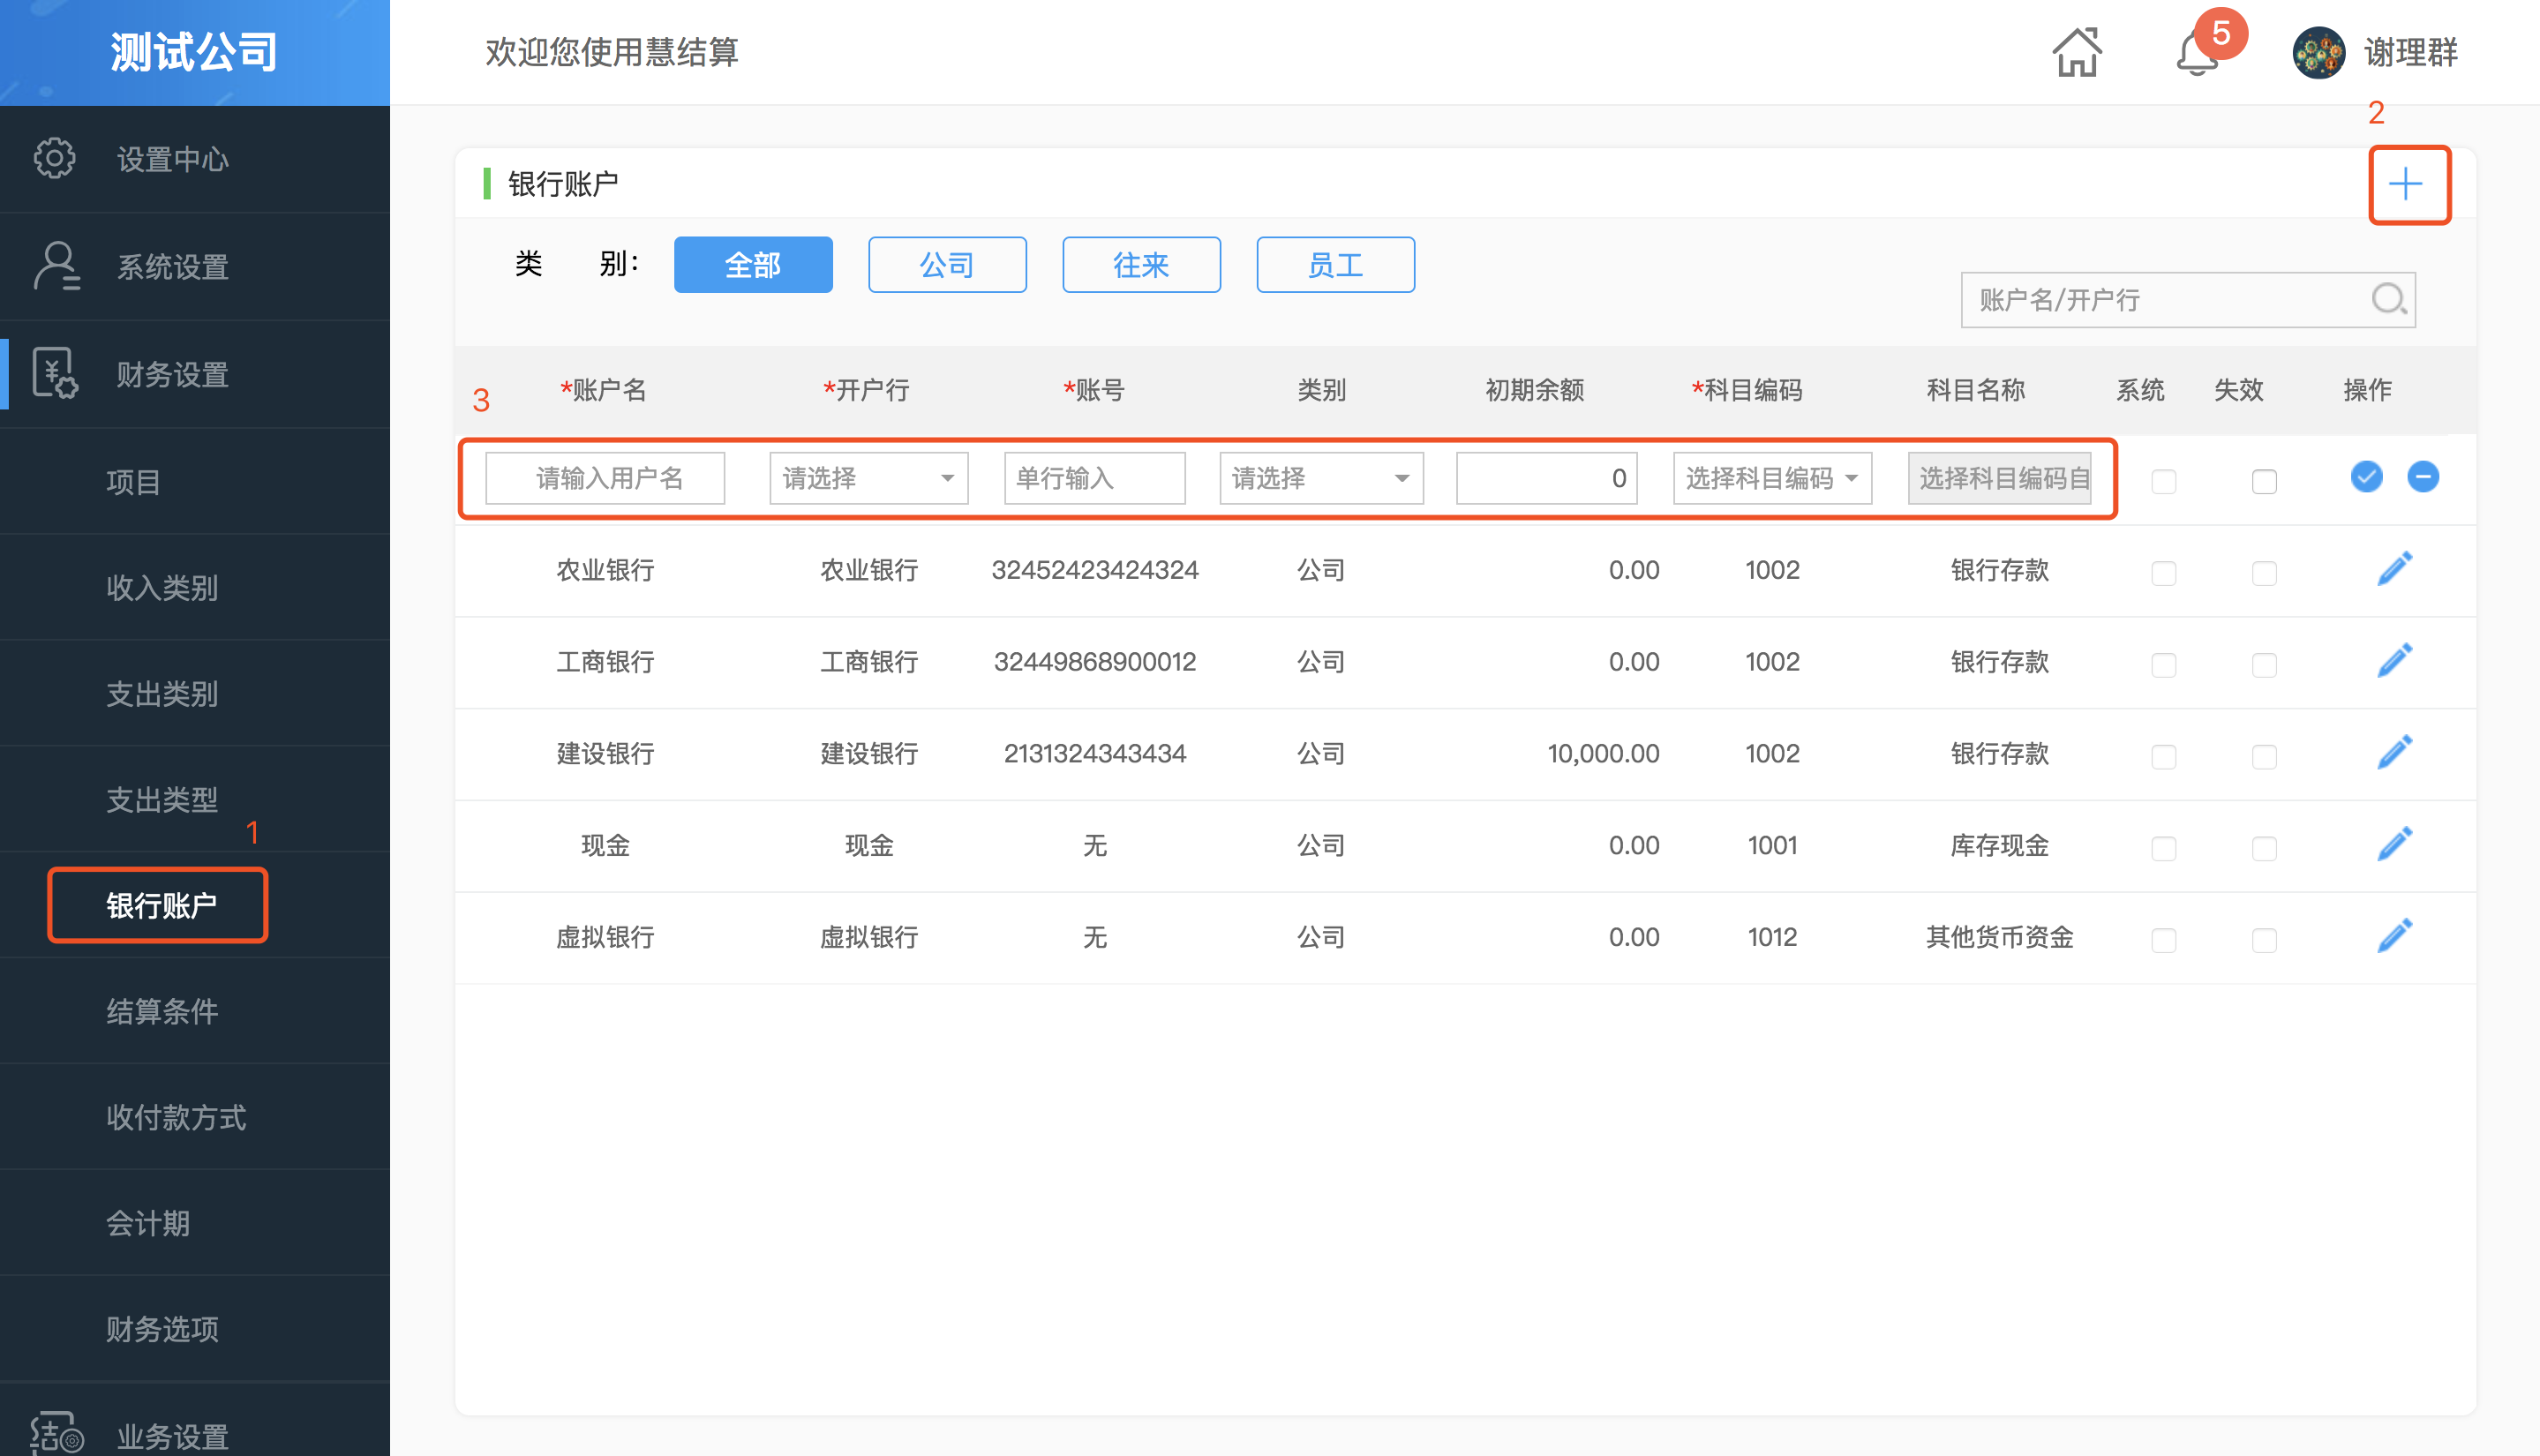 测试公司
欢迎您使用慧结算
5
谢理群
设置中心
系统设置
财务设置
项目
收入类别
支出类别
支出类型
1
银行账户
结算条件
收付款方式
会计期
财务选项
业务设置
2
银行账户
类 别：
全部 公司 往来 员工
账户名/开户行
3
*账户名 *开户行 *账号 类别 初期余额 *科目编码 科目名称 系统 失效 操作
请输入用户名 请选择 单行输入 请选择 0 选择科目编码 选择科目编码自
农业银行 农业银行 32452423424324 公司 0.00 1002 银行存款
工商银行 工商银行 32449868900012 公司 0.00 1002 银行存款
建设银行 建设银行 2131324343434 公司 10,000.00 1002 银行存款
现金 现金 无 公司 0.00 1001 库存现金
虚拟银行 虚拟银行 无 公司 0.00 1012 其他货币资金